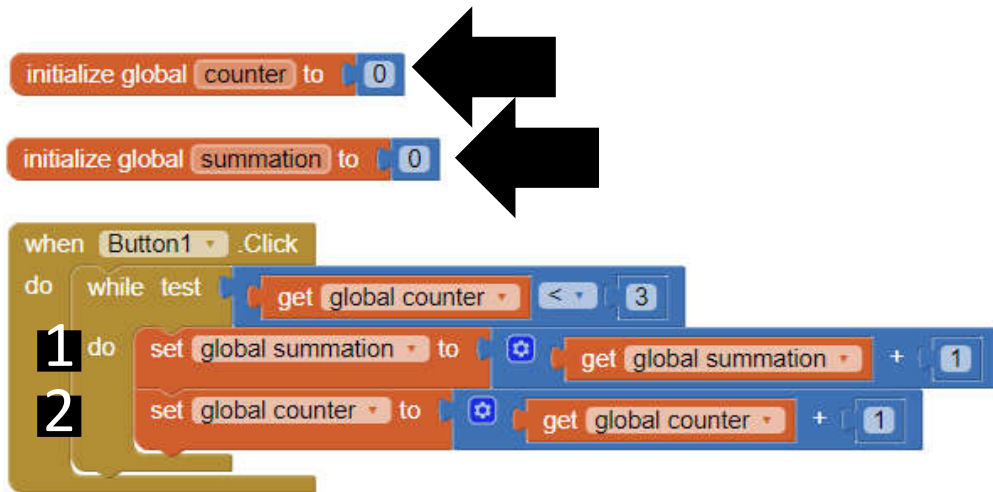 initialize global counter to 0
initialize global summation to 0
when Button1 .Click
do while test get global counter < 3
1 do set global summation to get global summation + 1
2 set global counter to get global counter + 1